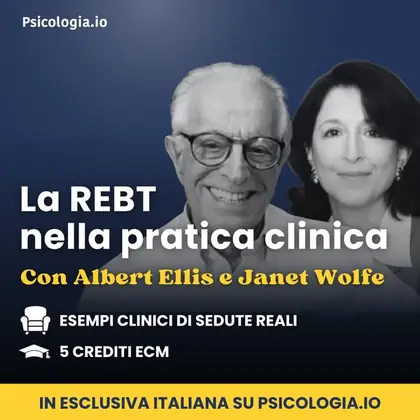 Psicologia.io
La REBT
nella pratica clinica
Con Albert Ellis e Janet Wolfe
ESEMPI CLINICI DI SEDUTE REALI
5 CREDITI ECM
IN ESCLUSIVA ITALIANA SU PSICOLOGIA.IO